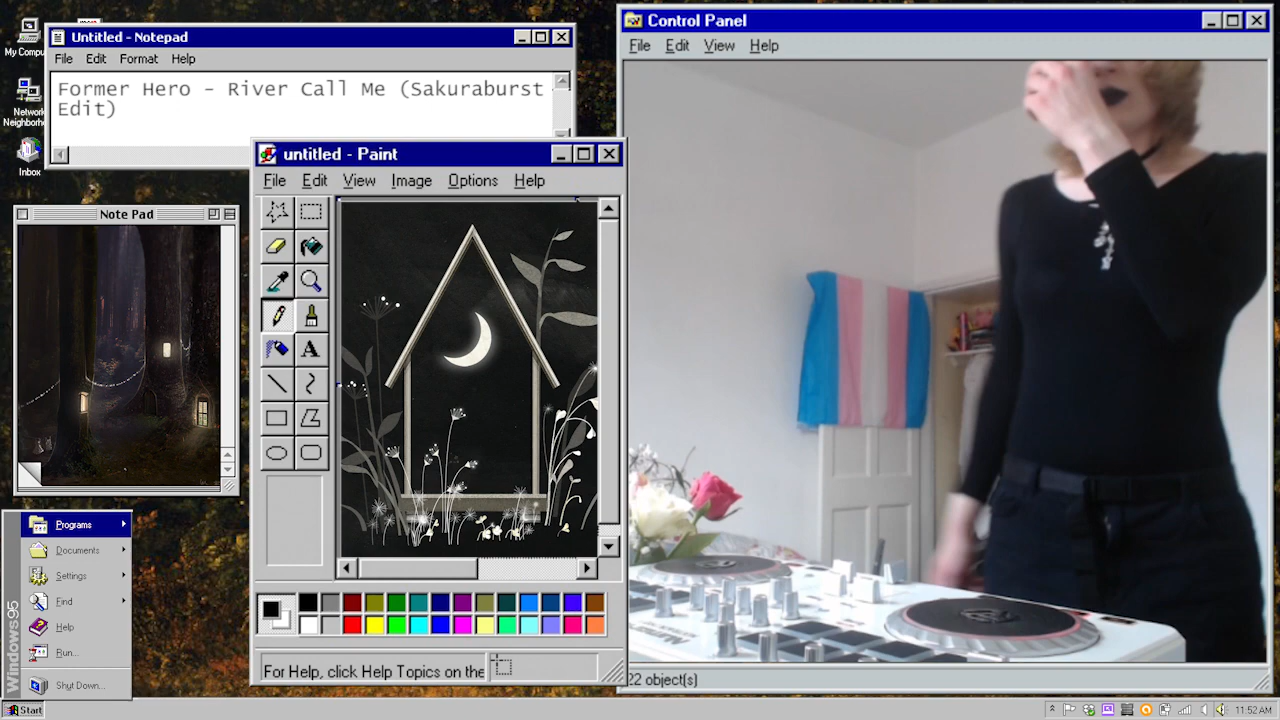 My Compu
Network
Neighborho
Inbox
Untitled - Notepad
File Edit Format Help
Former Hero - River Call Me (Sakuraburst
Edit)
Note Pad
untitled - Paint
File Edit View Image Options Help
A
For Help, click Help Topics on the
Control Panel
File Edit View Help
22 object(s)
Windows95
Programs
Documents
Settings
Find
Help
Run...
Shut Down...
Start
11:52 AM